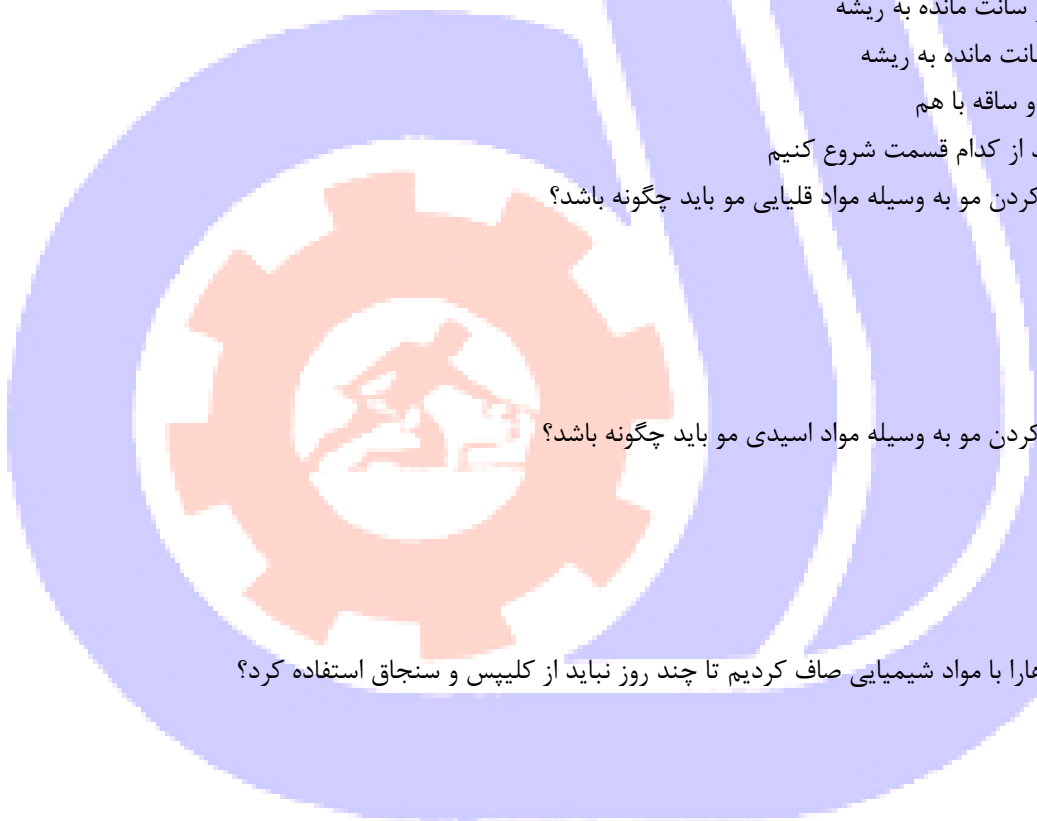 سانت مانده به ریشه
مانده به ریشه
و ساقه با هم
از کدام قسمت شروع کنیم
کردن مو به وسیله مواد قلیایی مو باید چگونه باشد؟
کردن مو به وسیله مواد اسیدی مو باید چگونه باشد؟
با مواد شیمیایی صاف کردیم تا چند روز نباید از کلیپس و سنجاق استفاده کرد؟